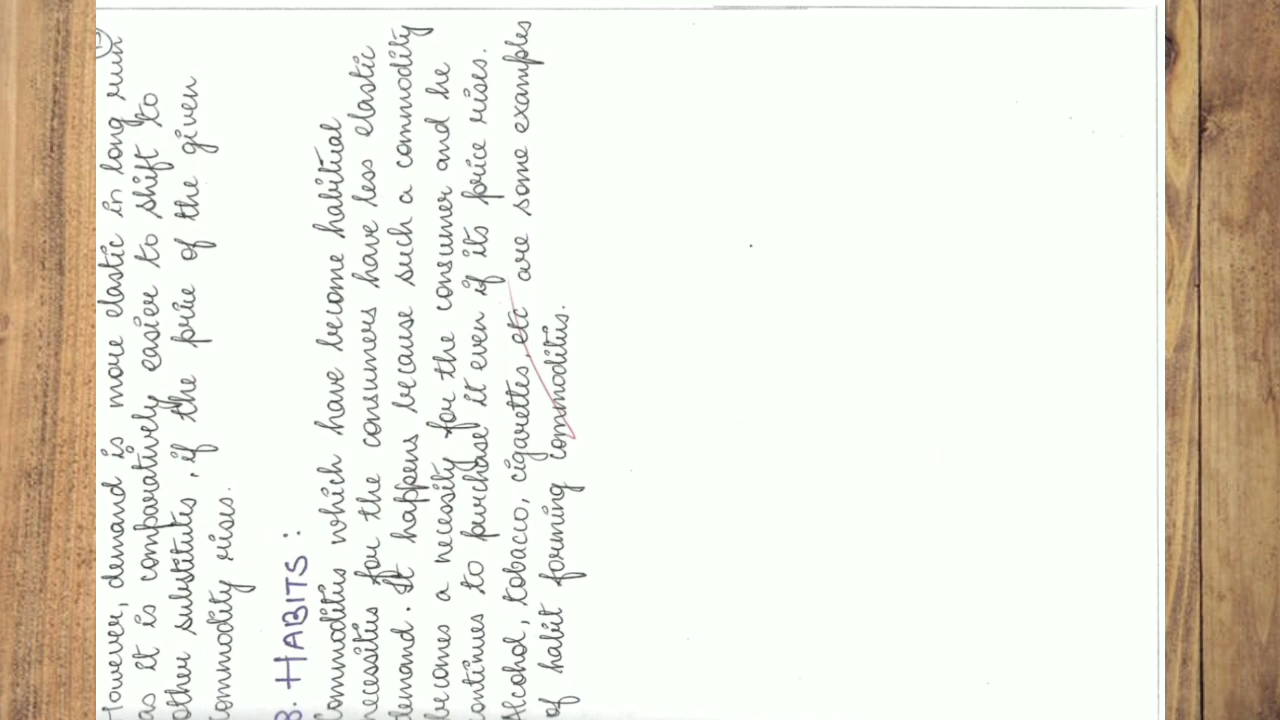 However, demand is more elastic in long run
as it is comparatively easier to shift to
other substitutes, if the price of the given
commodity rises.
8. HABITS :
Commodities which have become habitual
necessities for the consumers have less elastic
demand. It happens because such a commodity
becomes a necessity for the consumer and he
continues to purchase it even if its price rises.
Alcohol, tobacco, cigarettes, etc are some examples
of habit forming commodities.